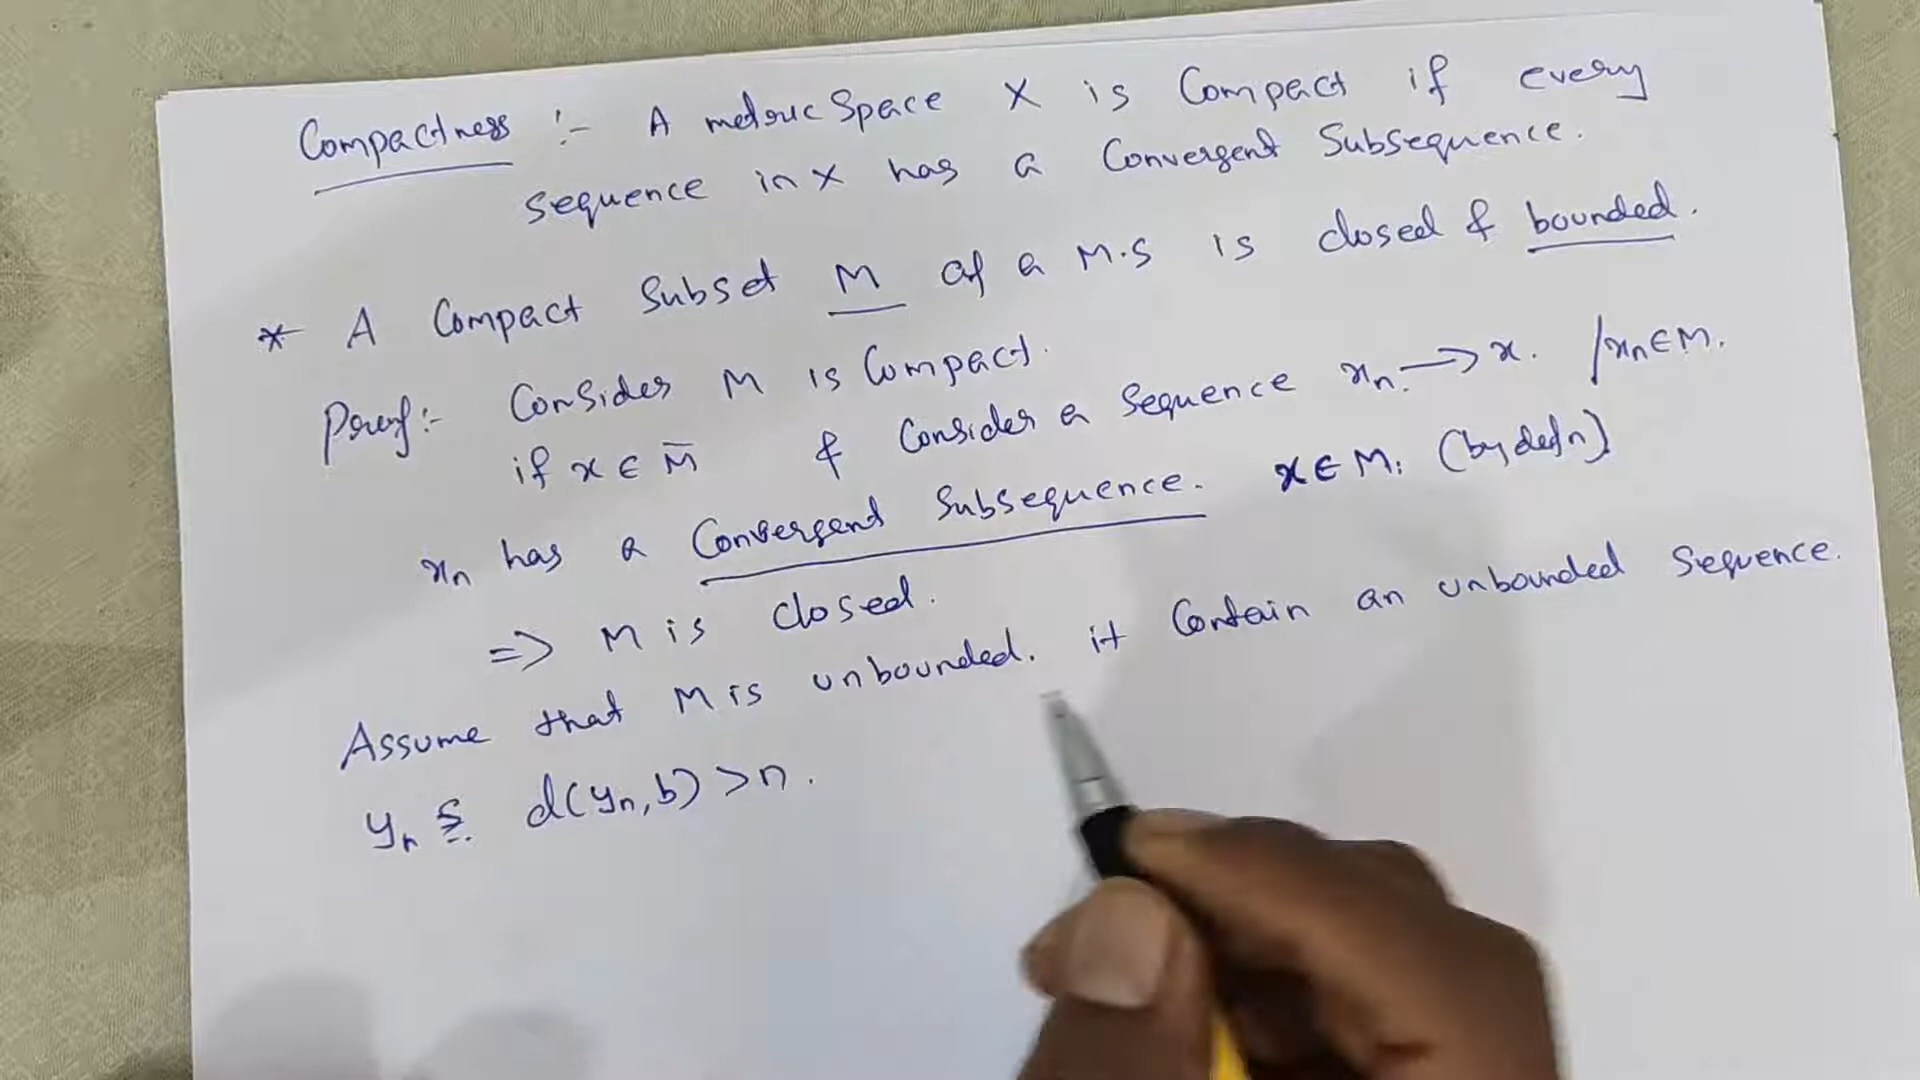 Compactness :- A metric Space X is Compact if every
sequence in X has a Convergent Subsequence.
* A Compact Subset M of a M.S is closed & bounded.
Proof:- Consider M is Compact.
if x ∈ M̄ & Consider a sequence xₙ → x. / xₙ ∈ M.
xₙ has a Convergent Subsequence. x ∈ M. (by defn).
=> M is closed.
Assume that M is unbounded. it Contain an unbounded Sequence.
yₙ d(yₙ, b) > n.